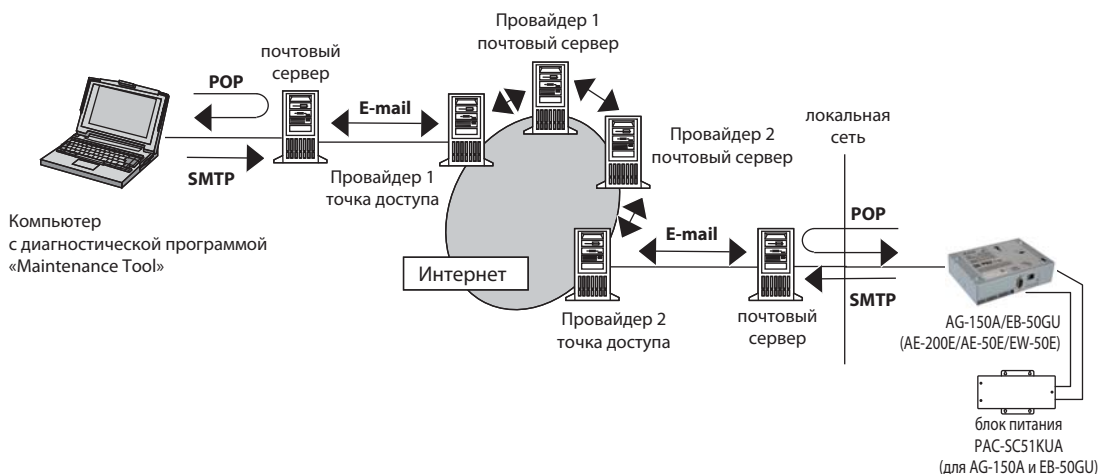 Провайдер 1
почтовый сервер
почтовый
сервер
POP
E-mail
SMTP
Провайдер 1
точка доступа
Компьютер
с диагностической программой
«Maintenance Tool»
Провайдер 2
почтовый сервер
локальная
сеть
Интернет
E-mail
POP
SMTP
Провайдер 2
точка доступа
почтовый
сервер
AG-150A/EB-50GU
(AE-200E/AE-50E/EW-50E)
блок питания
PAC-SC51KUA
(для AG-150A и EB-50GU)